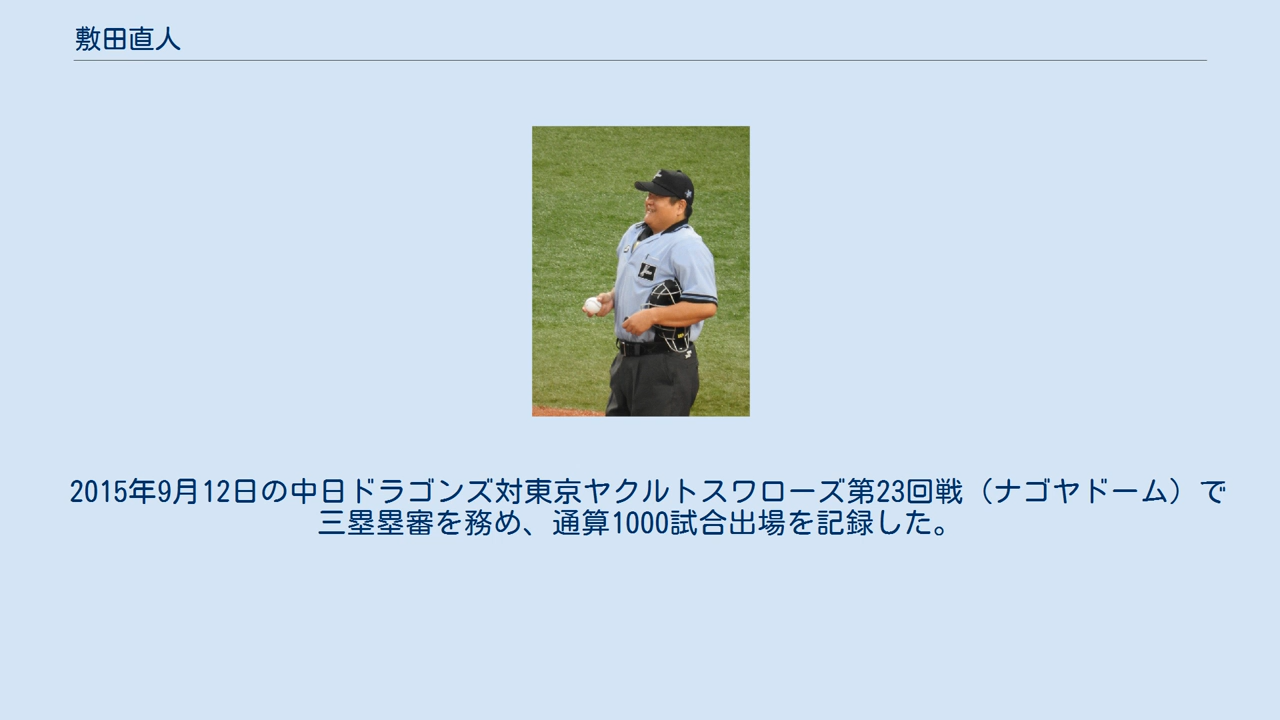 敷田直人
2015年9月12日の中日ドラゴンズ対東京ヤクルトスワローズ第23回戦（ナゴヤドーム）で
三塁塁審を務め、通算1000試合出場を記録した。